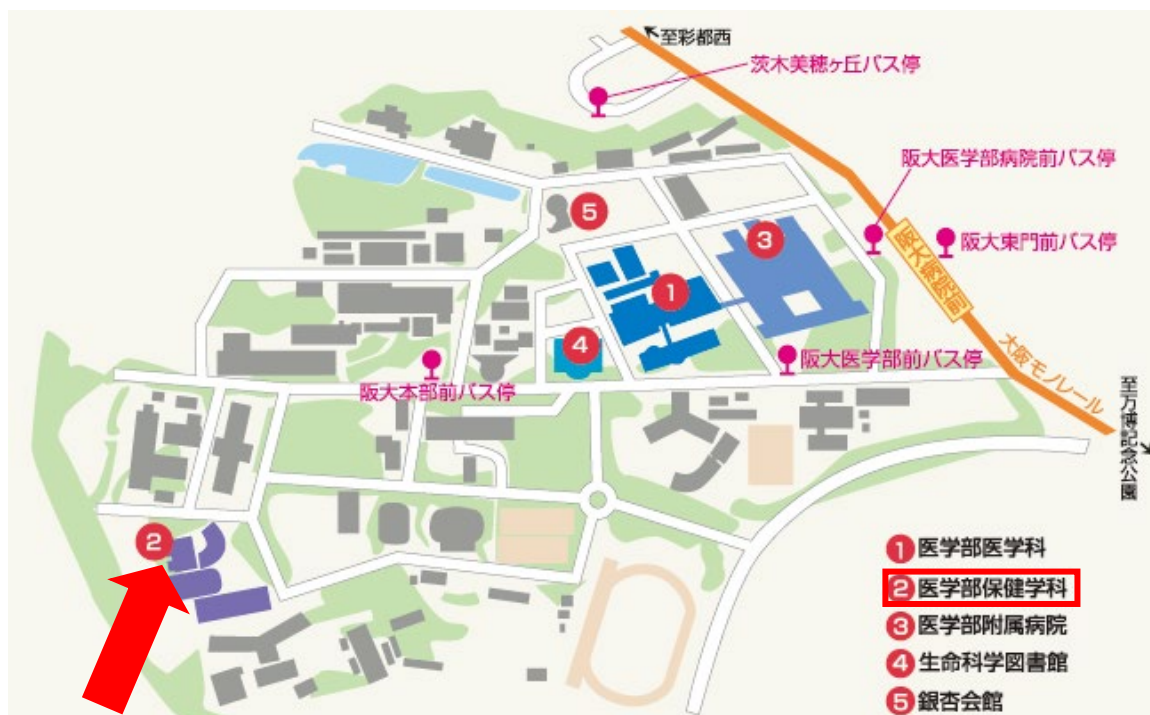 至彩都西
茨木美穂ヶ丘バス停
阪大医学部病院前バス停
5
3
阪大病院前
阪大東門前バス停
1
4
阪大医学部前バス停
阪大本部前バス停
大阪モノレール
至万博記念公園
2
1 医学部医学科
2 医学部保健学科
3 医学部附属病院
4 生命科学図書館
5 銀杏会館